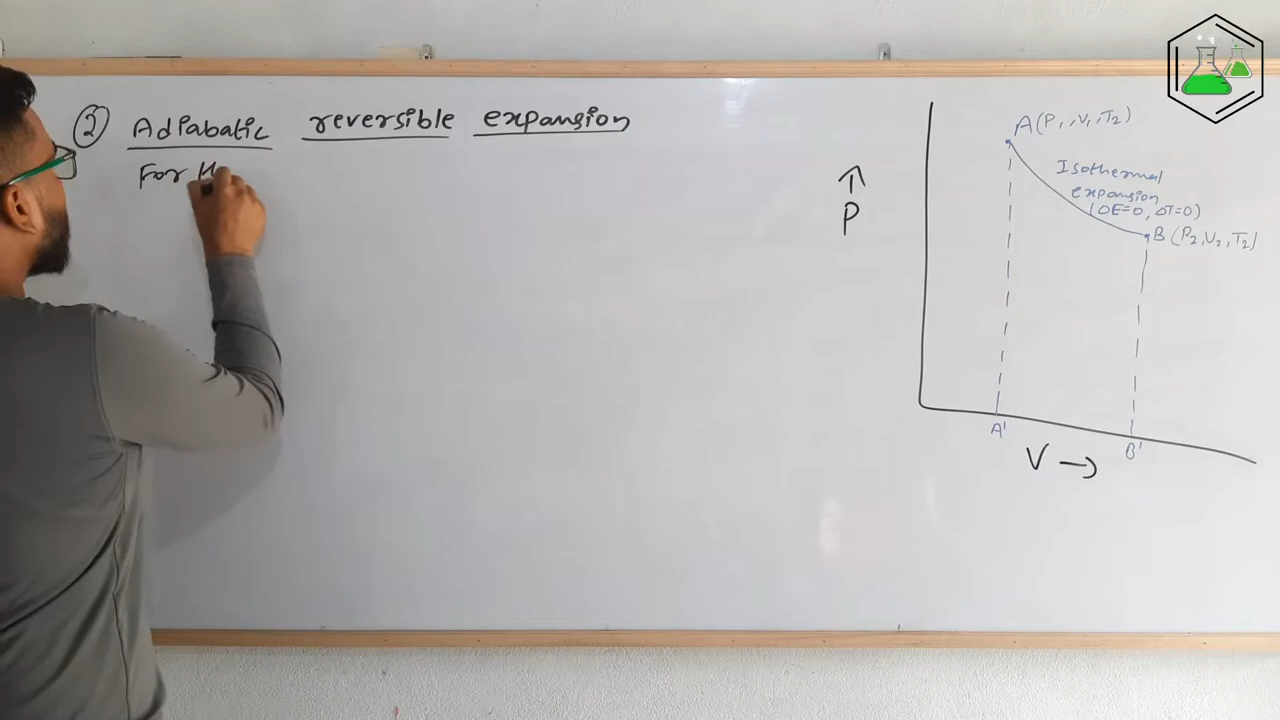 ② Adiabatic reversible expansion
For
A(P₁,V₁,T₂)
Isothermal
expansion
(ΔE=0, ΔT=0)
B(P₂,V₂,T₂)
↑
P
A'
B'
V →